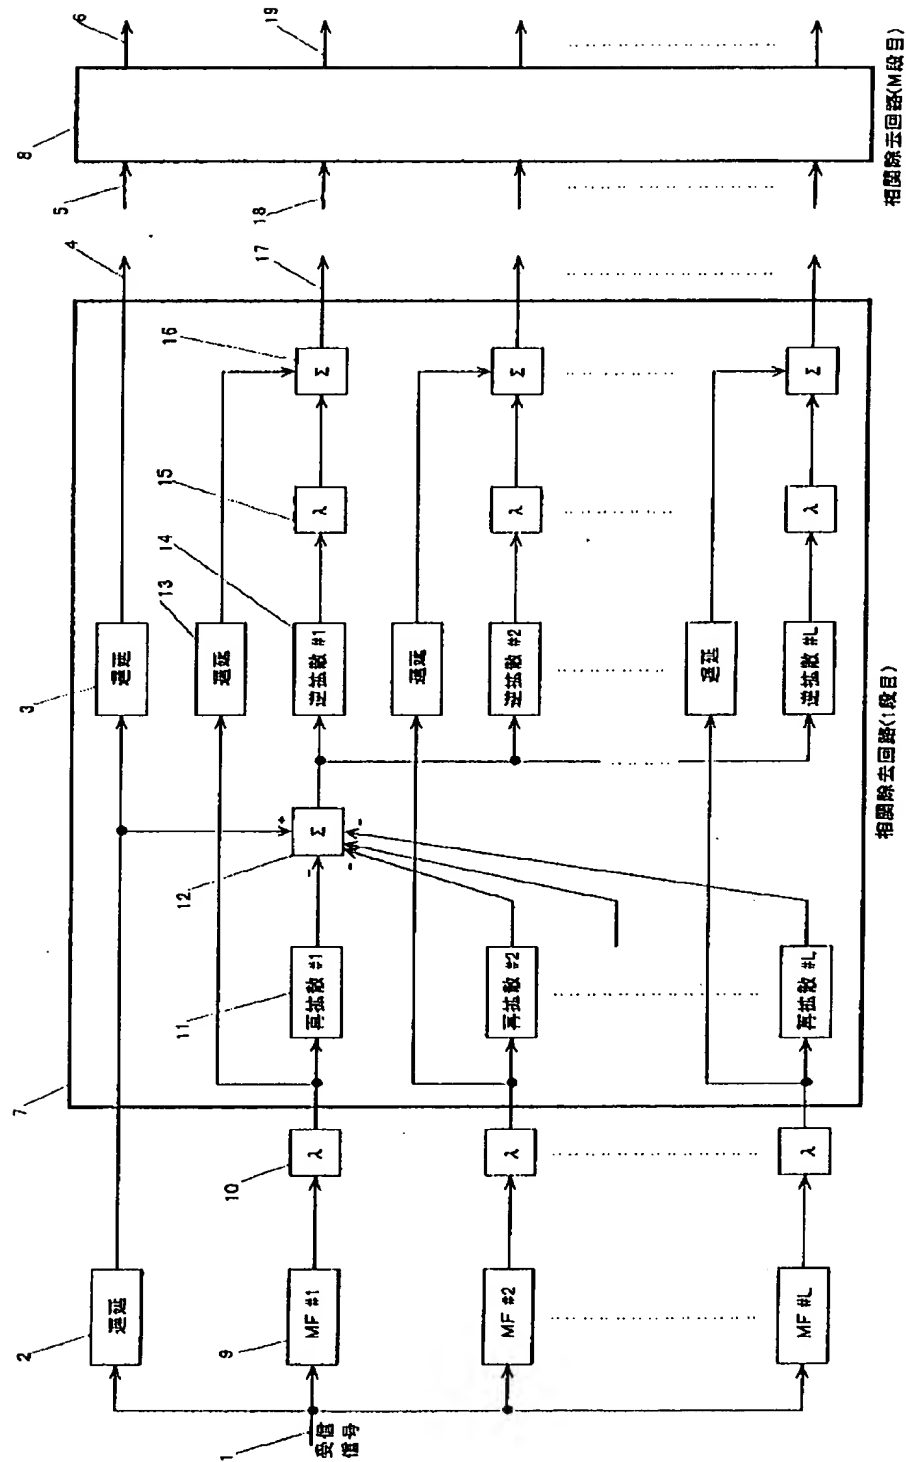 1
受信
信号
2
遅延
9
MF #1
MF #2
MF #L
10
λ
λ
λ
7
11
再拡散 #1
再拡散 #2
再拡散 #L
12
Σ
+
-
-
-
3
遅延
13
遅延
遅延
遅延
14
逆拡散 #1
逆拡散 #2
逆拡散 #L
15
λ
λ
λ
16
Σ
Σ
Σ
4
17
相関除去回路(1段目)
5
18
8
6
19
相関除去回路(M段目)